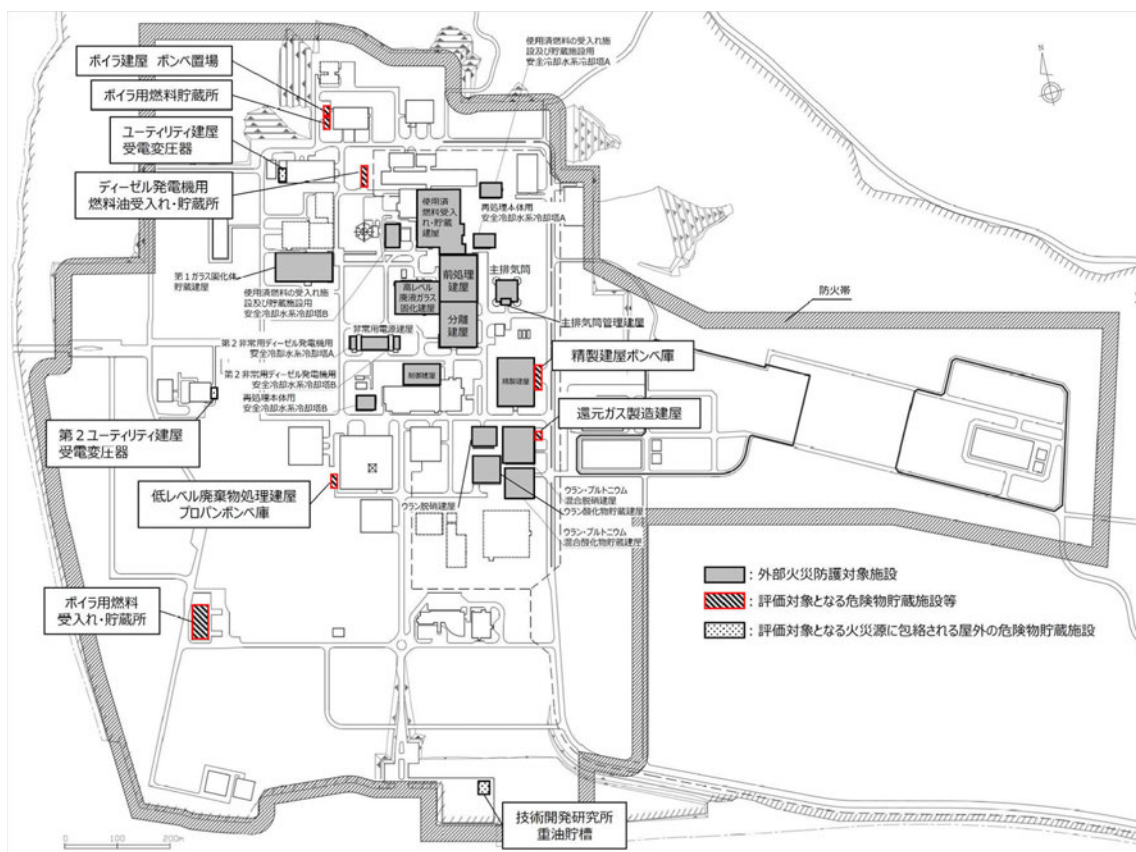 使用済燃料の受入れ施
設及び貯蔵施設用
安全冷却水系冷却塔A
N
ボイラ建屋 ボンベ置場
ボイラ用燃料貯蔵所
ユーティリティ建屋
受電変圧器
ディーゼル発電機用
燃料油受入れ・貯蔵所
使用済
燃料受入
れ・貯蔵
建屋
再処理本体用
安全冷却水系冷却塔A
第1ガラス固化体
貯蔵建屋
使用済燃料の受入れ施
設及び貯蔵施設用
安全冷却水系冷却塔B
前処理
建屋
高レベル
廃液ガラス
固化建屋
分離
建屋
主排気筒
主排気筒管理建屋
防火帯
非常用電源建屋
第2非常用ディーゼル発電機用
安全冷却水系冷却塔A
第2非常用ディーゼル発電機用
安全冷却水系冷却塔B
再処理本体用
安全冷却水系冷却塔B
制御建屋
精製建屋
精製建屋ボンベ庫
還元ガス製造建屋
第2ユーティリティ建屋
受電変圧器
低レベル廃棄物処理建屋
プロパンボンベ庫
ウラン脱硝建屋
ウラン・プルトニウム
混合脱硝建屋
ウラン酸化物貯蔵建屋
ウラン・プルトニウム
混合酸化物貯蔵建屋
ボイラ用燃料
受入れ・貯蔵所
：外部火災防護対象施設
：評価対象となる危険物貯蔵施設等
：評価対象となる火災源に包絡される屋外の危険物貯蔵施設
技術開発研究所
重油貯槽
0 100 200m